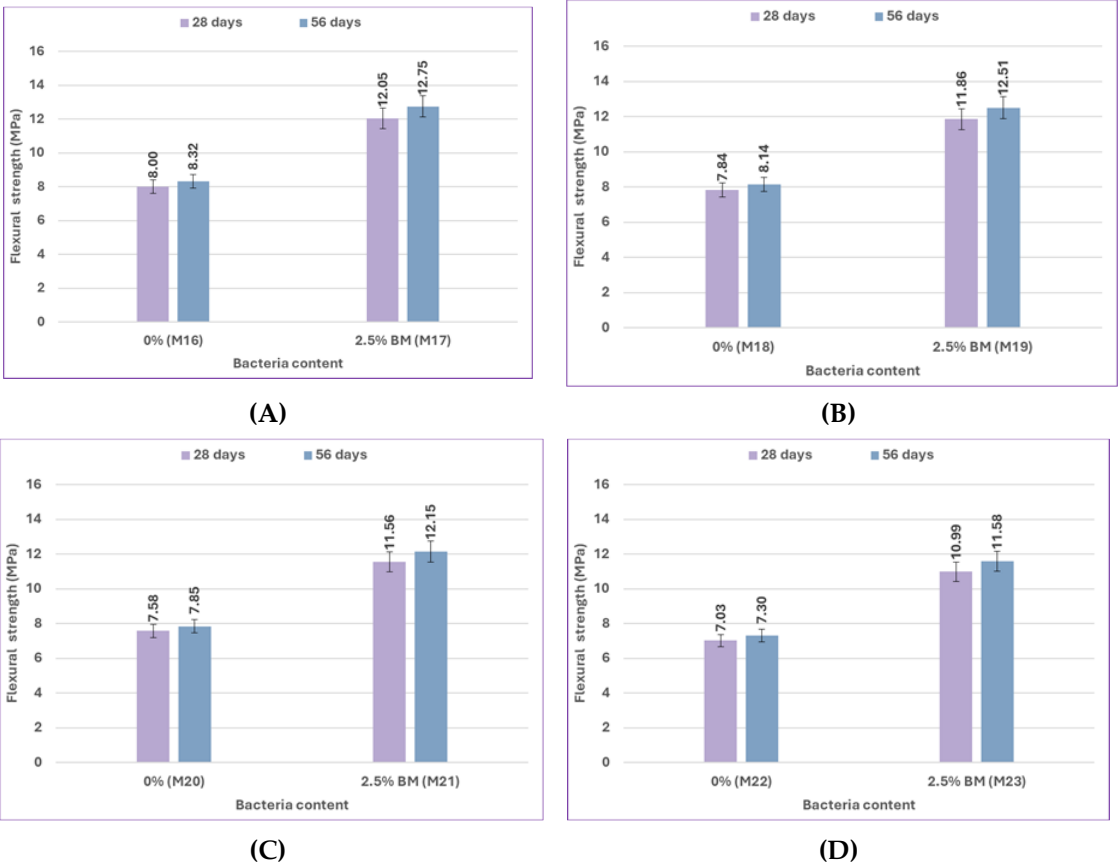 28 days 56 days
16
14
12
10
8
6
4
2
0
Flexural strength (MPa)
8.00
8.32
12.05
12.75
0% (M16) 2.5% BM (M17)
Bacteria content
(A)
28 days 56 days
16
14
12
10
8
6
4
2
0
Flexural strength (MPa)
7.84
8.14
11.86
12.51
0% (M18) 2.5% BM (M19)
Bacteria content
(B)
28 days 56 days
16
14
12
10
8
6
4
2
0
Flexural strength (MPa)
7.58
7.85
11.56
12.15
0% (M20) 2.5% BM (M21)
Bacteria content
(C)
28 days 56 days
16
14
12
10
8
6
4
2
0
Flexural strength (MPa)
7.03
7.30
10.99
11.58
0% (M22) 2.5% BM (M23)
Bacteria content
(D)